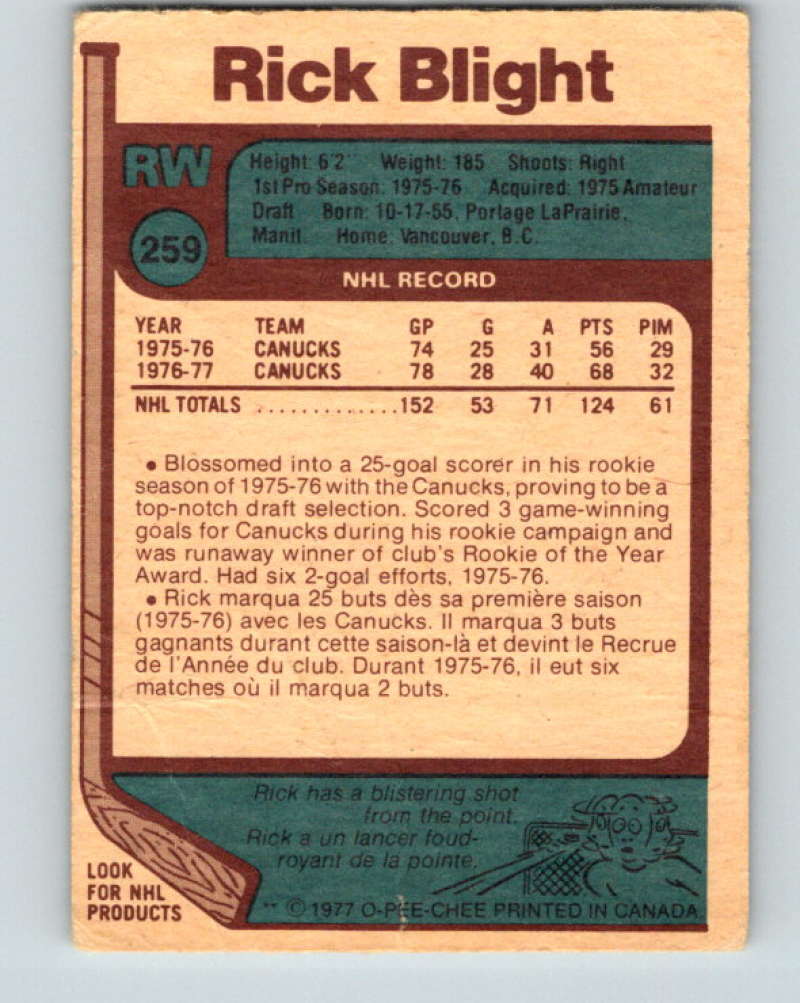 Rick Blight
RW
Height: 6'2" Weight: 185 Shoots: Right
1st Pro Season: 1975-76 Acquired: 1975 Amateur
Draft Born: 10-17-55, Portage LaPrairie,
Manit. Home: Vancouver, B.C.
259
NHL RECORD
YEAR TEAM GP G A PTS PIM
1975-76 CANUCKS 74 25 31 56 29
1976-77 CANUCKS 78 28 40 68 32
NHL TOTALS ..............152 53 71 124 61
• Blossomed into a 25-goal scorer in his rookie
season of 1975-76 with the Canucks, proving to be a
top-notch draft selection. Scored 3 game-winning
goals for Canucks during his rookie campaign and
was runaway winner of club's Rookie of the Year
Award. Had six 2-goal efforts, 1975-76.
• Rick marqua 25 buts dès sa première saison
(1975-76) avec les Canucks. Il marqua 3 buts
gagnants durant cette saison-là et devint le Recrue
de l'Année du club. Durant 1975-76, il eut six
matches où il marqua 2 buts.
Rick has a blistering shot
from the point.
Rick a un lancer foud-
royant de la pointe.
LOOK
FOR NHL
PRODUCTS
** © 1977 O-PEE-CHEE PRINTED IN CANADA